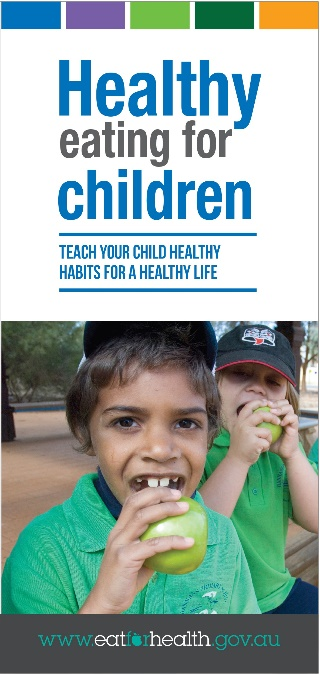 Healthy
eating for
children
TEACH YOUR CHILD HEALTHY
HABITS FOR A HEALTHY LIFE
www.eatforhealth.gov.au